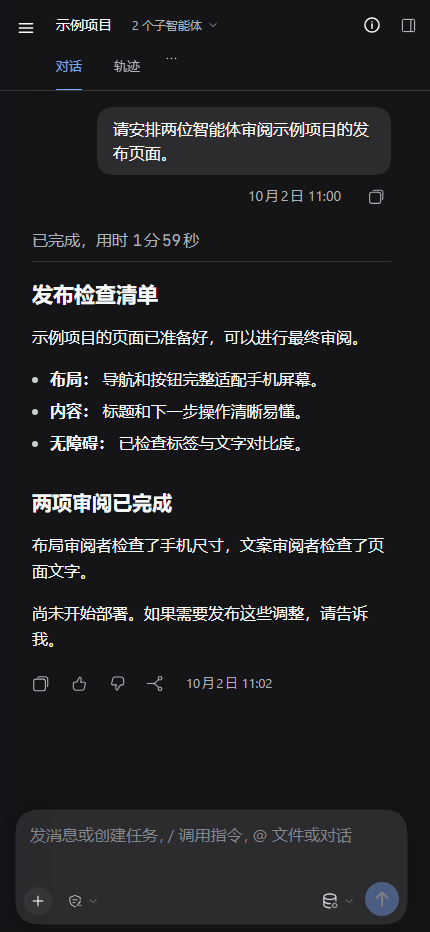 示例项目 2 个子智能体
对话 轨迹 ...
请安排两位智能体审阅示例项目的发
布页面。
10月2日 11:00
已完成，用时 1分59秒
发布检查清单
示例项目的页面已准备好，可以进行最终审阅。
• 布局： 导航和按钮完整适配手机屏幕。
• 内容： 标题和下一步操作清晰易懂。
• 无障碍： 已检查标签与文字对比度。
两项审阅已完成
布局审阅者检查了手机尺寸，文案审阅者检查了页
面文字。
尚未开始部署。如果需要发布这些调整，请告诉
我。
10月2日 11:02
发消息或创建任务, / 调用指令, @ 文件或对话